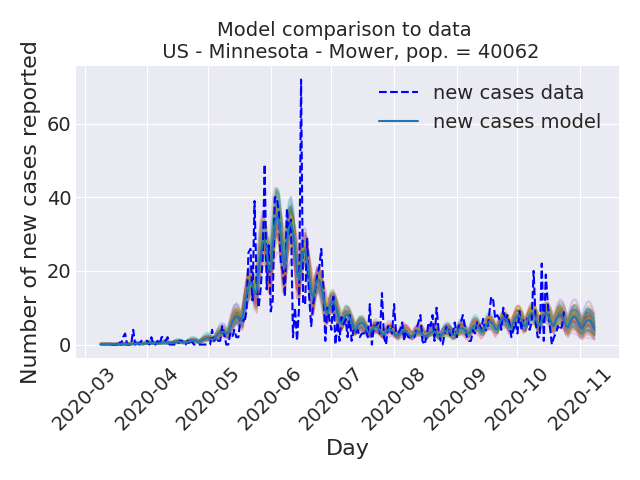 Model comparison to data
US - Minnesota - Mower, pop. = 40062
new cases data
new cases model
Number of new cases reported
60
40
20
0
2020-03
2020-04
2020-05
2020-06
2020-07
2020-08
2020-09
2020-10
2020-11
Day